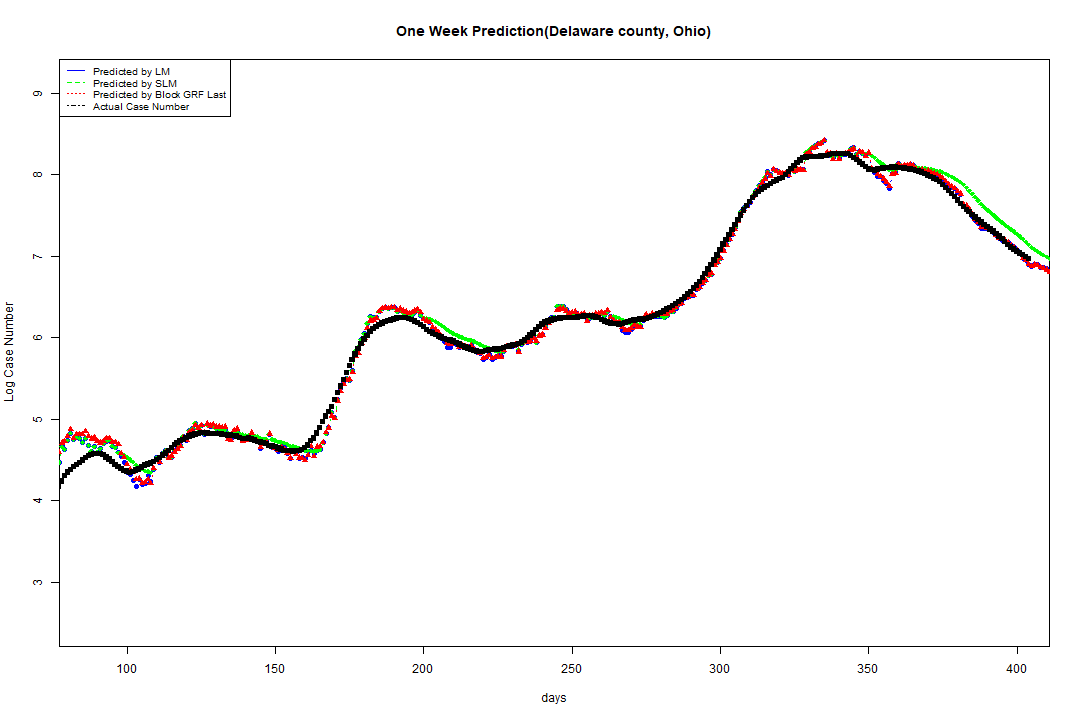 One Week Prediction(Delaware county, Ohio)
Predicted by LM
Predicted by SLM
Predicted by Block GRF Last
Actual Case Number
9
8
7
6
5
4
3
Log Case Number
100 150 200 250 300 350 400
days